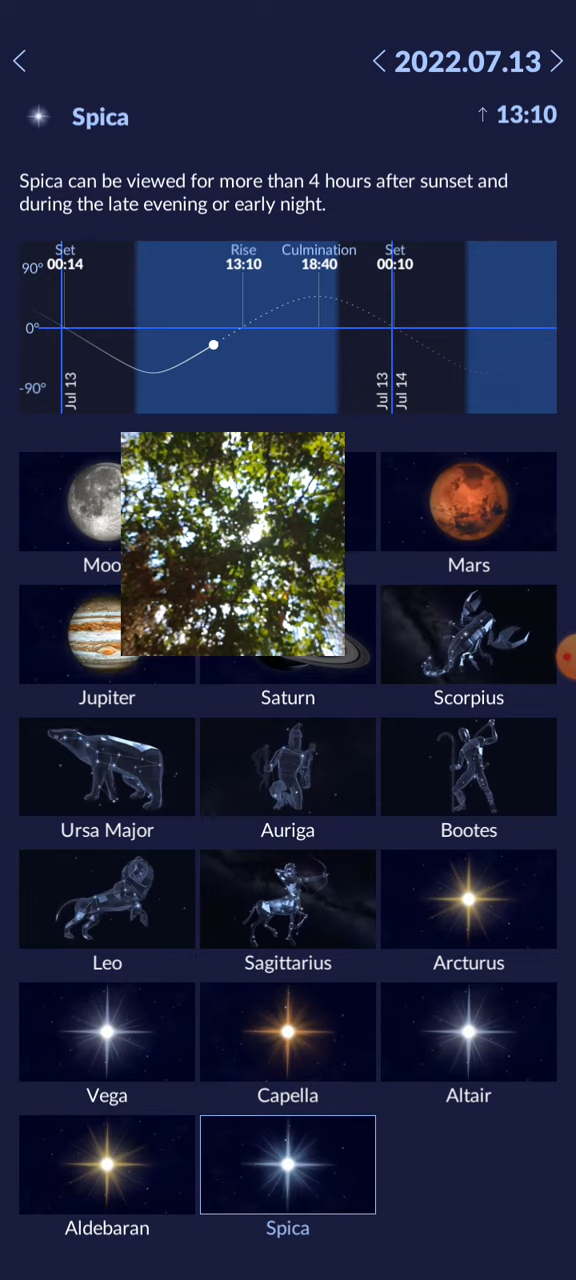 2022.07.13
Spica
↑ 13:10
Spica can be viewed for more than 4 hours after sunset and
during the late evening or early night.
Set Rise Culmination Set
90° 00:14 13:10 18:40 00:10
0°
-90° Jul 13 Jul 13 Jul 14
Moo
Mars
Jupiter Saturn Scorpius
Ursa Major Auriga Bootes
Leo Sagittarius Arcturus
Vega Capella Altair
Aldebaran Spica